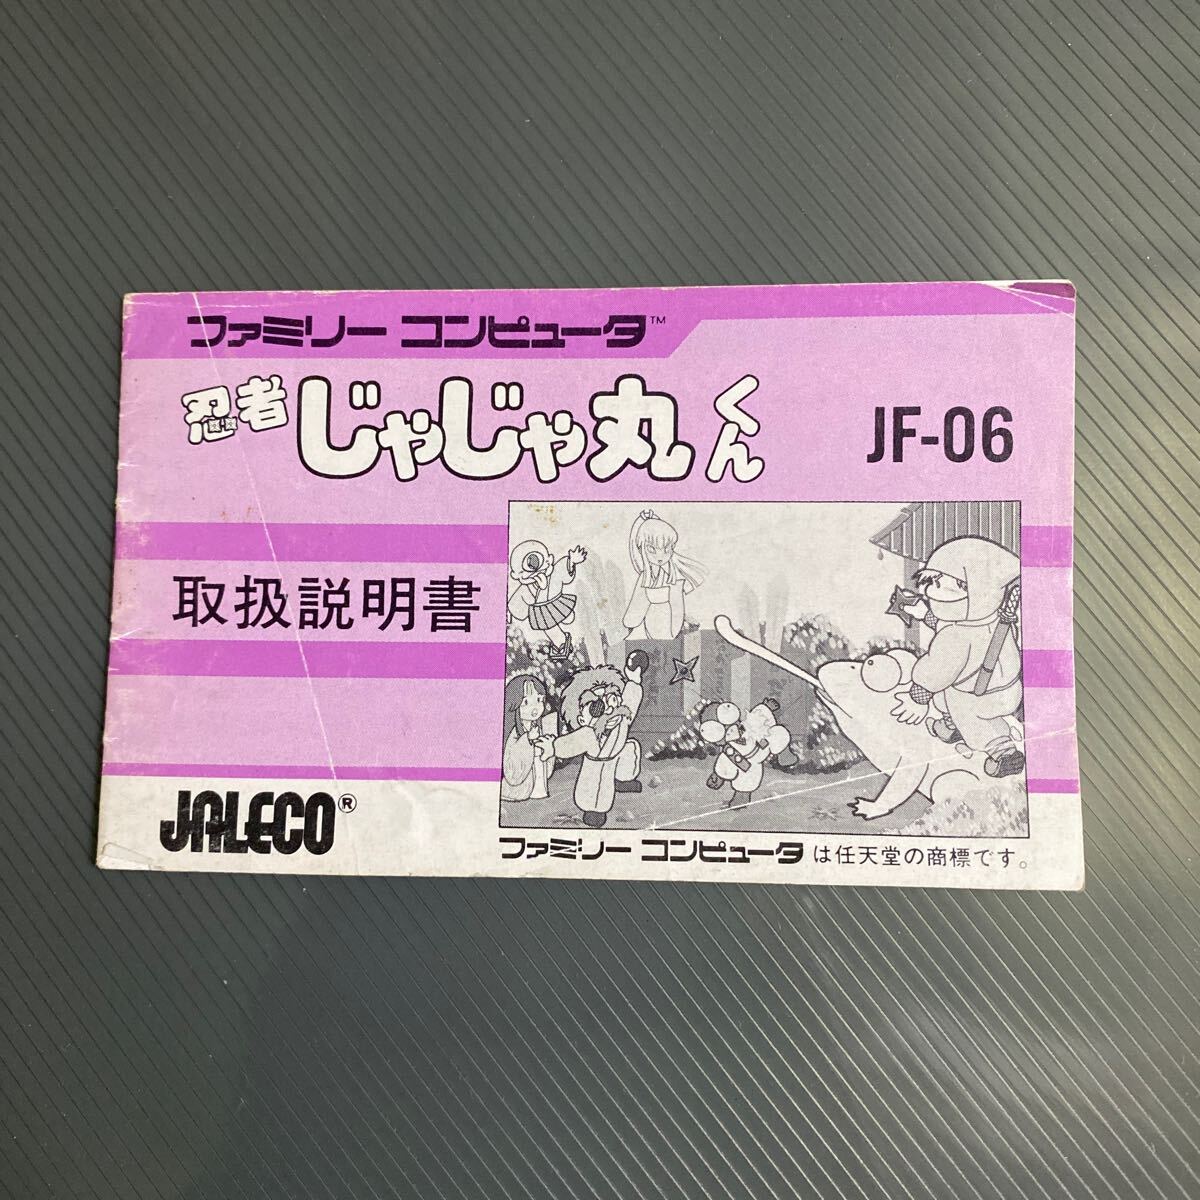 ファミリー コンピュータ™
忍者 じゃじゃ丸くん
JF-06
取扱説明書
JALECO®
ファミリー コンピュータは任天堂の商標です。